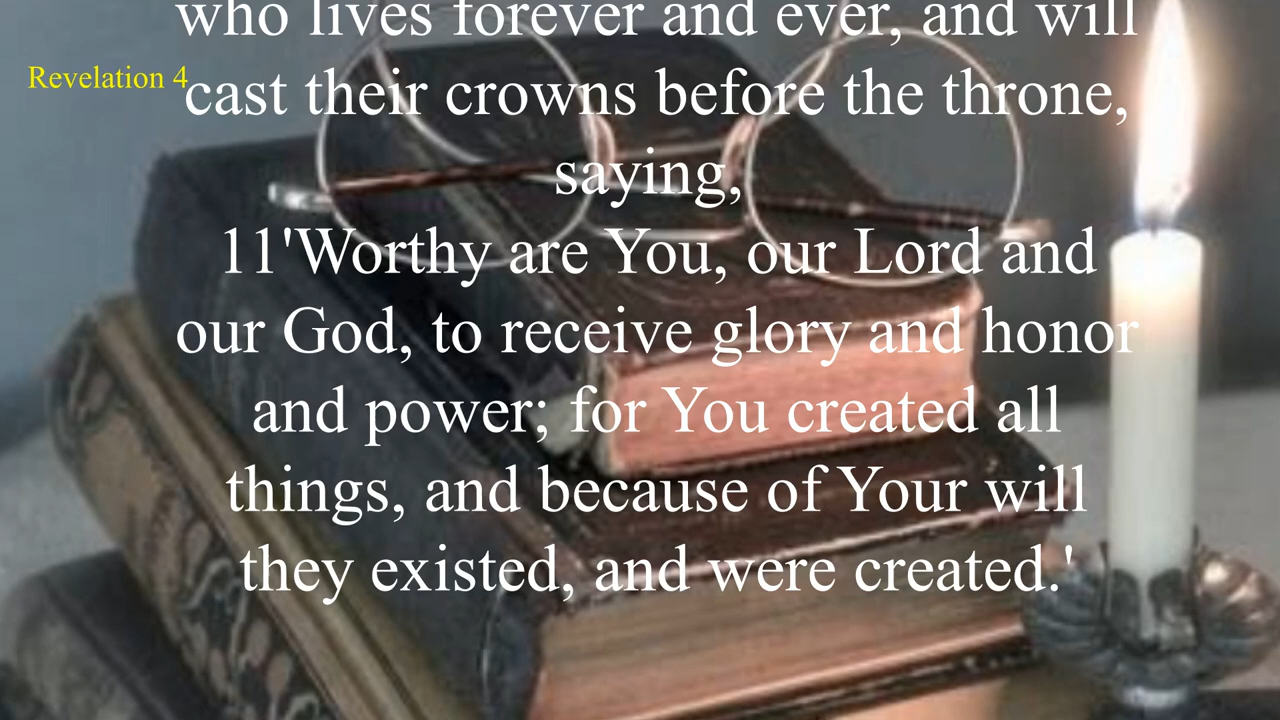 who lives forever and ever, and will
Revelation 4
cast their crowns before the throne,
saying,
11'Worthy are You, our Lord and
our God, to receive glory and honor
and power; for You created all
things, and because of Your will
they existed, and were created.'